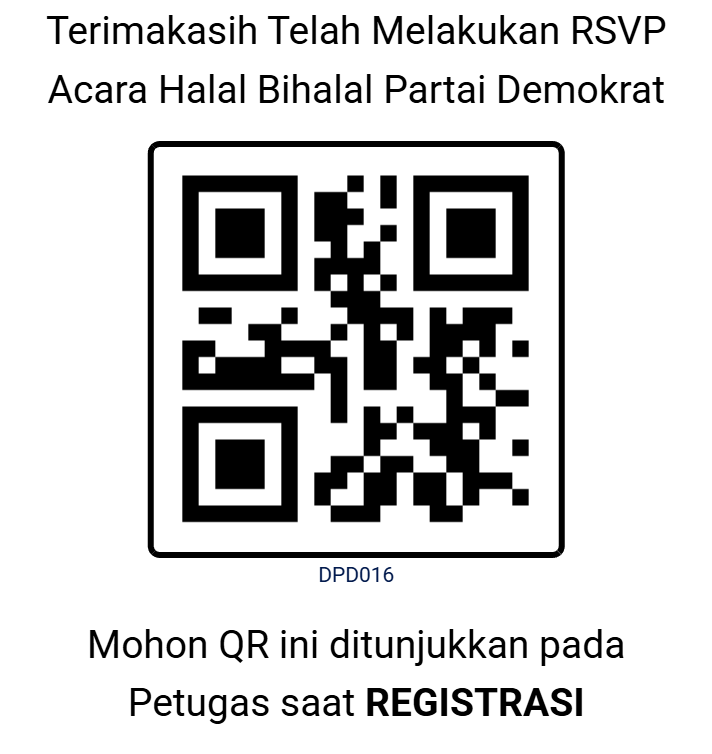 Terimakasih Telah Melakukan RSVP
Acara Halal Bihalal Partai Demokrat
DPD016
Mohon QR ini ditunjukkan pada
Petugas saat REGISTRASI